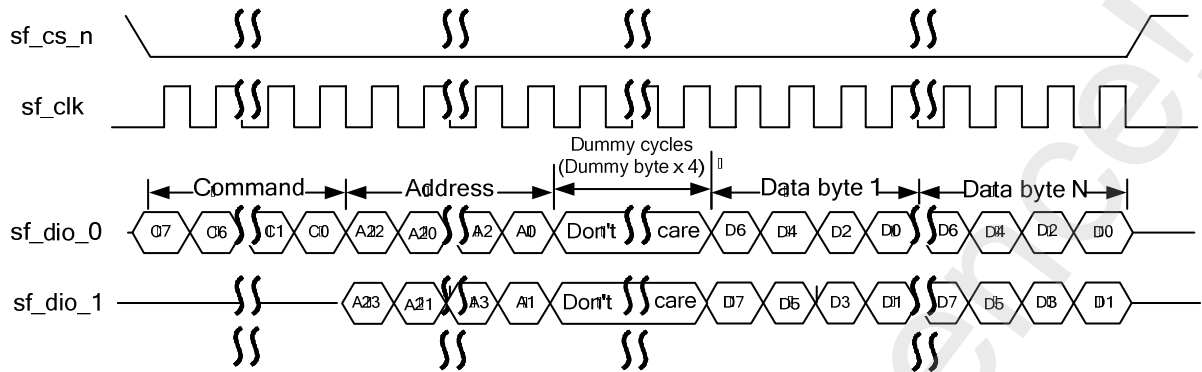 sf_cs_n
sf_clk
Dummy cycles
(Dummy byte x 4)
Command Address Data byte 1 Data byte N
sf_dio_0 C7 C6 C1 C0 A22 A20 A2 A0 Don't care D6 D4 D2 D0 D6 D4 D2 D0
sf_dio_1 A23 A21 A3 A1 Don't care D7 D5 D3 D1 D7 D5 D3 D1